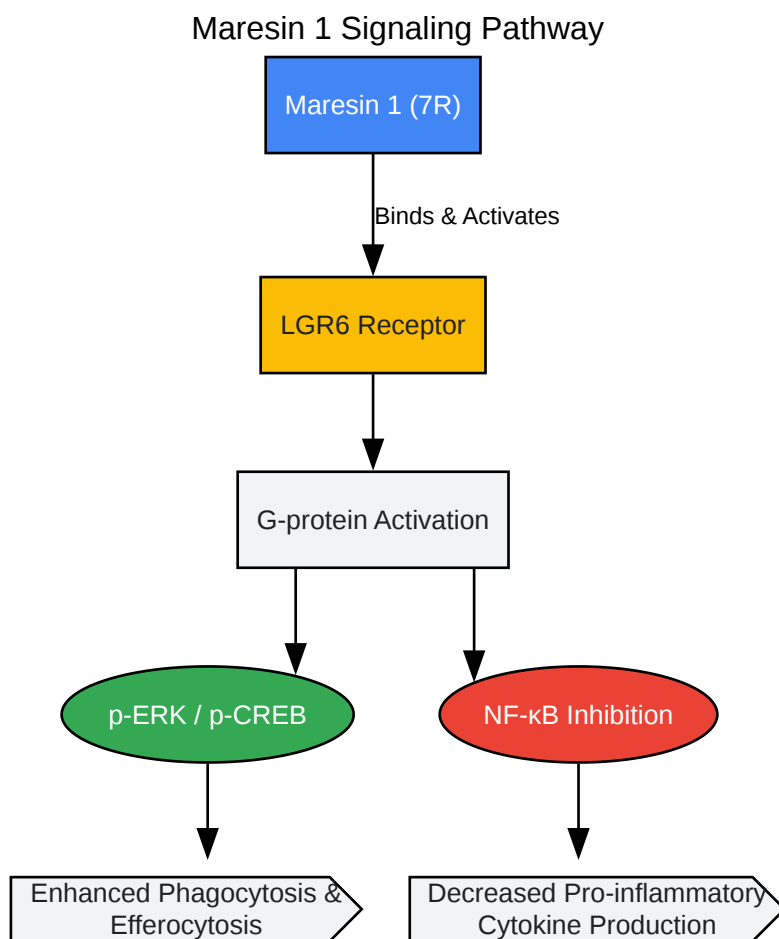 Maresin 1 Signaling Pathway
Maresin 1 (7R)
Binds & Activates
LGR6 Receptor
G-protein Activation
p-ERK / p-CREB
NF-κB Inhibition
Enhanced Phagocytosis &
Efferocytosis
Decreased Pro-inflammatory
Cytokine Production